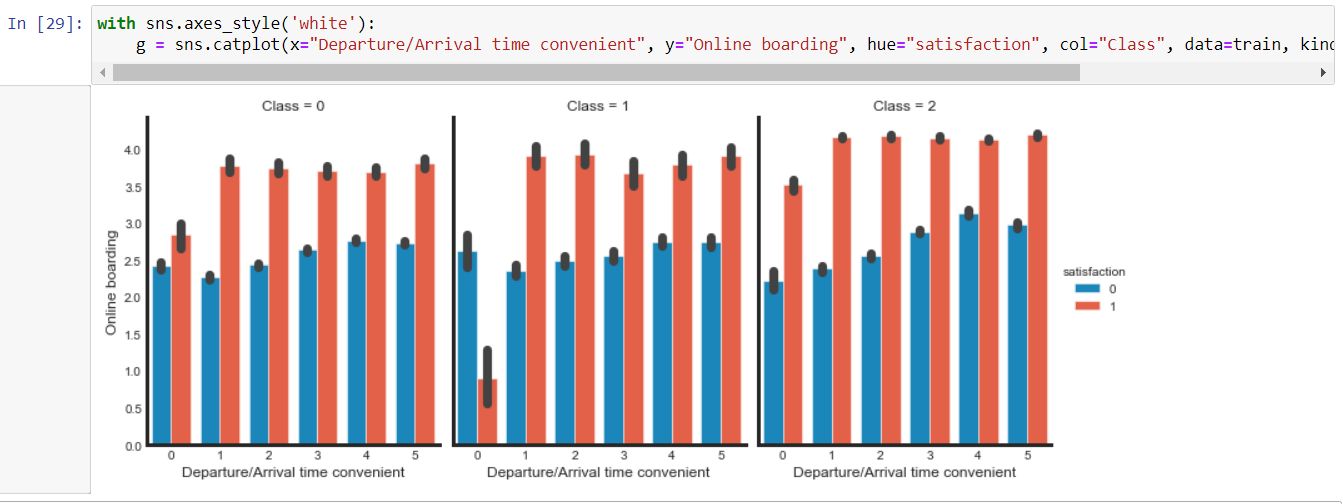 In [29]:
with sns.axes_style('white'):
g = sns.catplot(x="Departure/Arrival time convenient", y="Online boarding", hue="satisfaction", col="Class", data=train, kind
Class = 0
Class = 1
Class = 2
Online boarding
4.0
3.5
3.0
2.5
2.0
1.5
1.0
0.5
0.0
0 1 2 3 4 5
0 1 2 3 4 5
0 1 2 3 4 5
Departure/Arrival time convenient
Departure/Arrival time convenient
Departure/Arrival time convenient
satisfaction
0
1